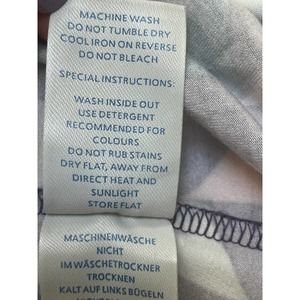 MACHINE WASH
DO NOT TUMBLE DRY
COOL IRON ON REVERSE
DO NOT BLEACH
SPECIAL INSTRUCTIONS:
WASH INSIDE OUT
USE DETERGENT
RECOMMENDED FOR
COLOURS
DO NOT RUB STAINS
DRY FLAT, AWAY FROM
DIRECT HEAT AND
SUNLIGHT
STORE FLAT
MASCHINENWÄSCHE
NICHT
IM WÄSCHETROCKNER
TROCKNEN
KALT AUF LINKS BÜGELN